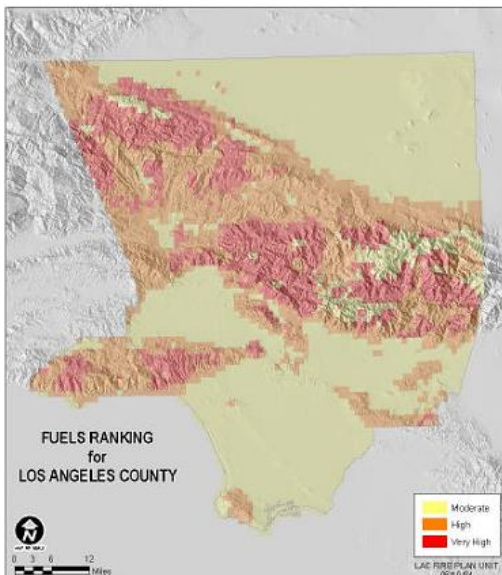 FUELS RANKING
for
LOS ANGELES COUNTY
N
0 3 6 12
Miles
Moderate
High
Very High
LAC FIRE PLAN UNIT